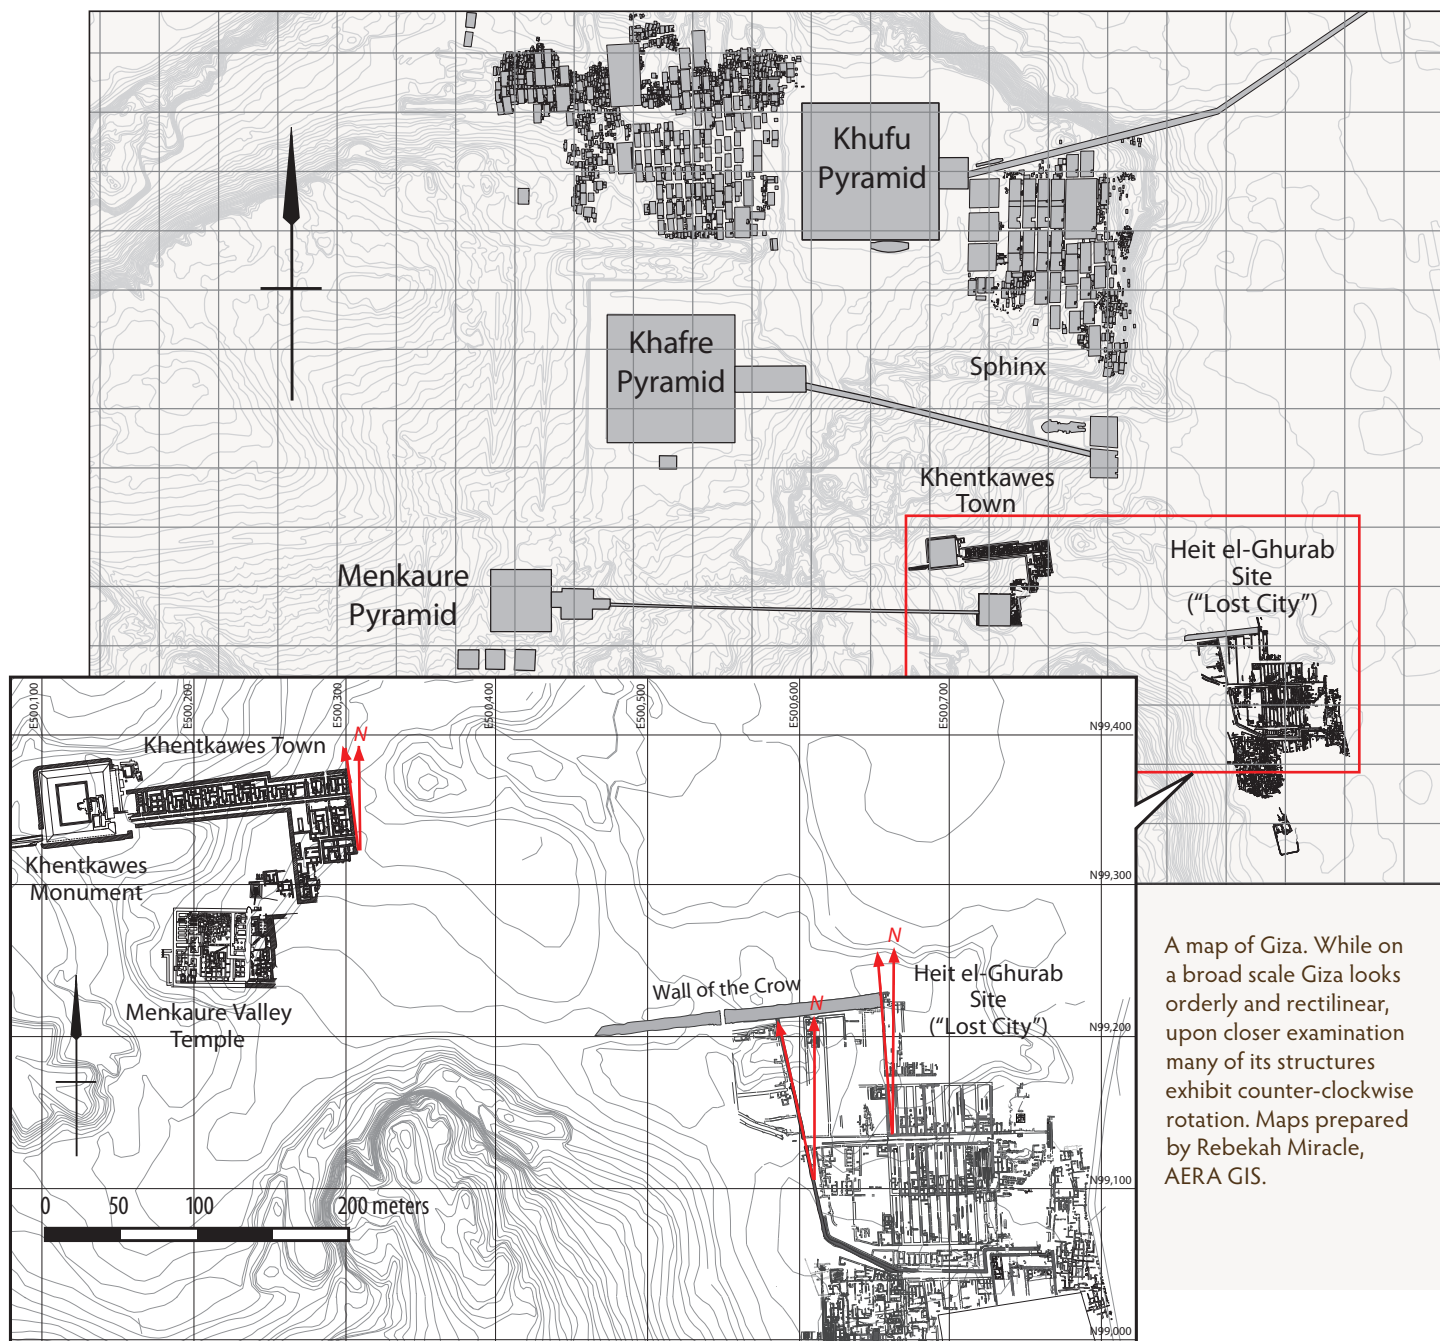 Khufu
Pyramid
Khafre
Pyramid
Sphinx
Khentkawes
Town
Heit el-Ghurab
Site
(“Lost City”)
Menkaure
Pyramid
E500,100
E500,200
E500,300
E500,400
E500,500
E500,600
E500,700
N99,400
N99,300
N99,200
N99,100
N99,000
Khentkawes Town
N
Khentkawes
Monument
Menkaure Valley
Temple
Wall of the Crow
N
N
Heit el-Ghurab
Site
(“Lost City”)
0 50 100 200 meters
A map of Giza. While on
a broad scale Giza looks
orderly and rectilinear,
upon closer examination
many of its structures
exhibit counter-clockwise
rotation. Maps prepared
by Rebekah Miracle,
AERA GIS.